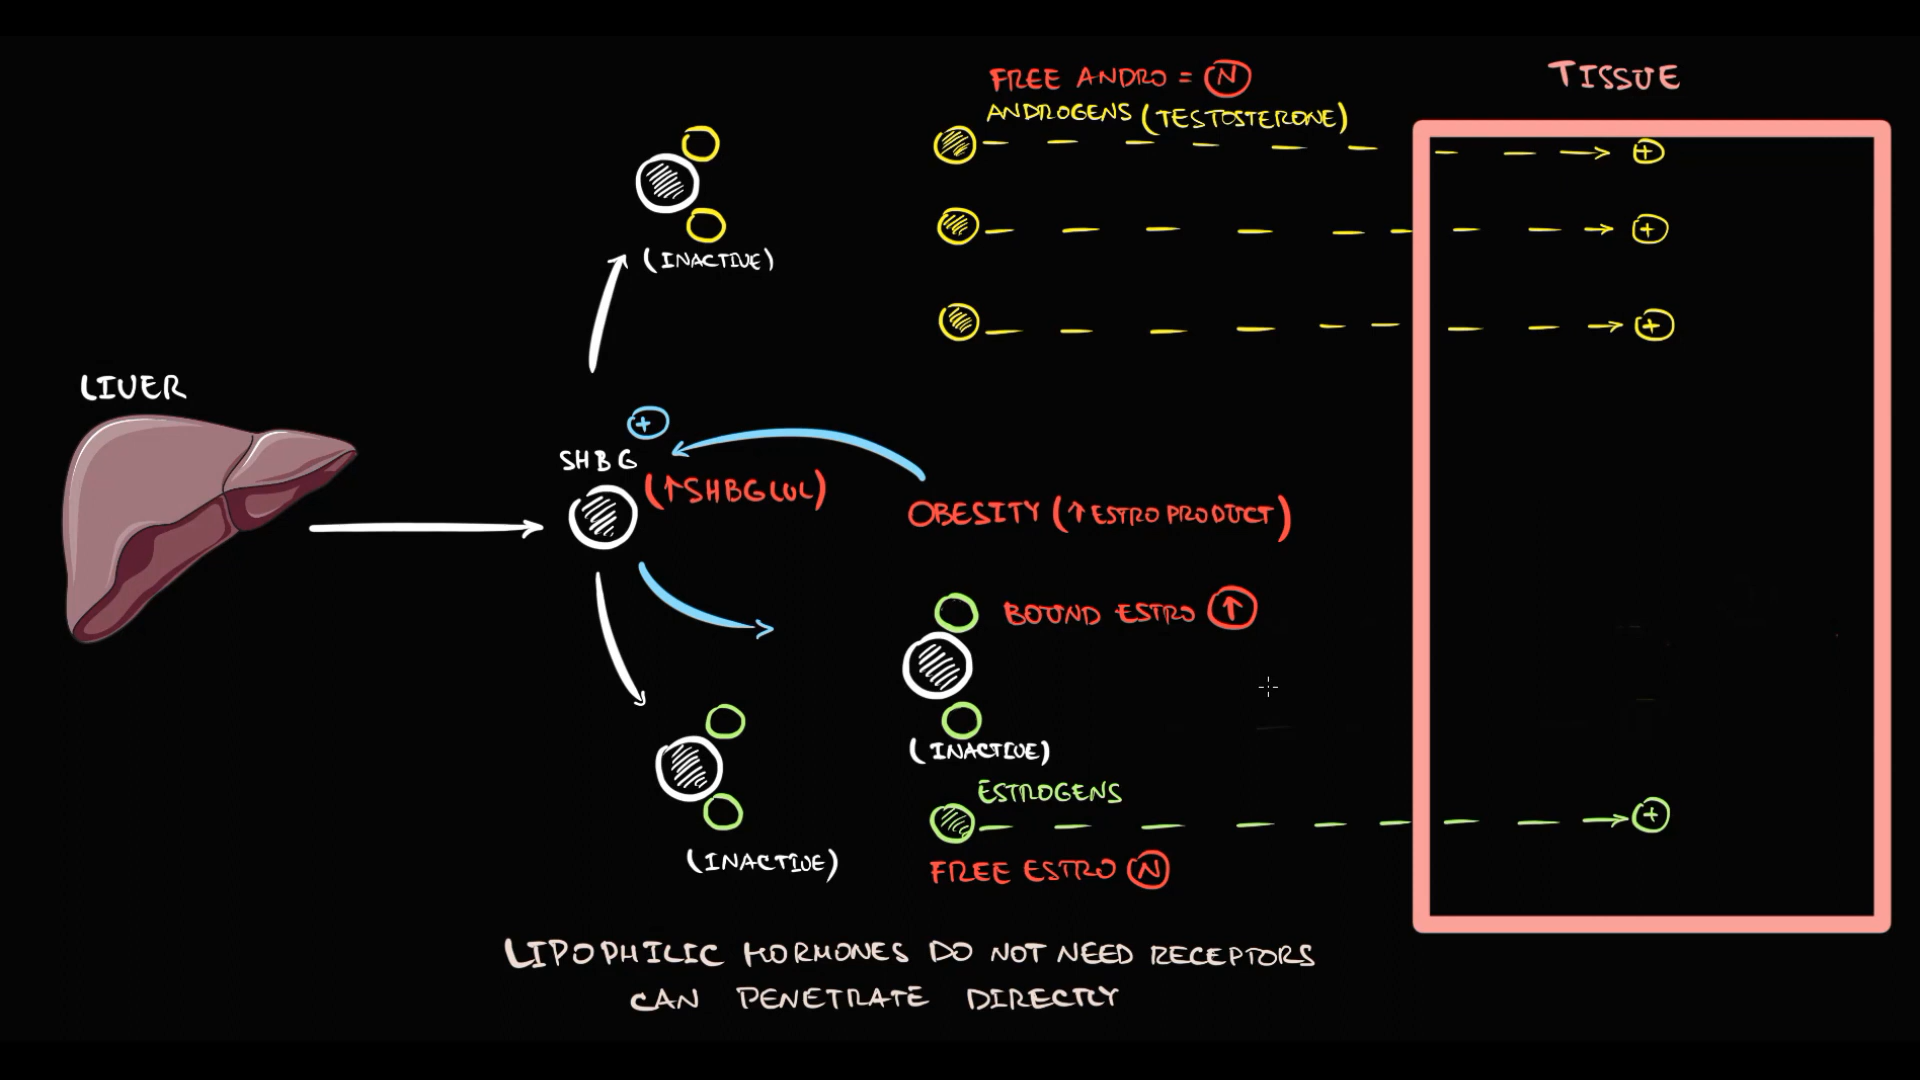 FREE ANDRO = N
TISSUE
ANDROGENS (TESTOSTERONE)
+
+
(INACTIVE)
+
LIVER
+
SHBG
(↑SHBG LVL)
OBESITY (↑ESTRO PRODUCT)
BOUND ESTRO ↑
(INACTIVE)
ESTROGENS
+
(INACTIVE)
FREE ESTRO N
LIPOPHILIC HORMONES DO NOT NEED RECEPTORS
CAN PENETRATE DIRECTLY